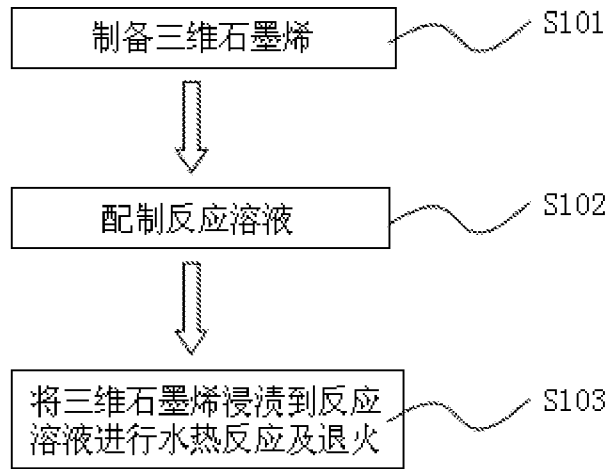 制备三维石墨烯
S101
配制反应溶液
S102
将三维石墨烯浸渍到反应
溶液进行水热反应及退火
S103